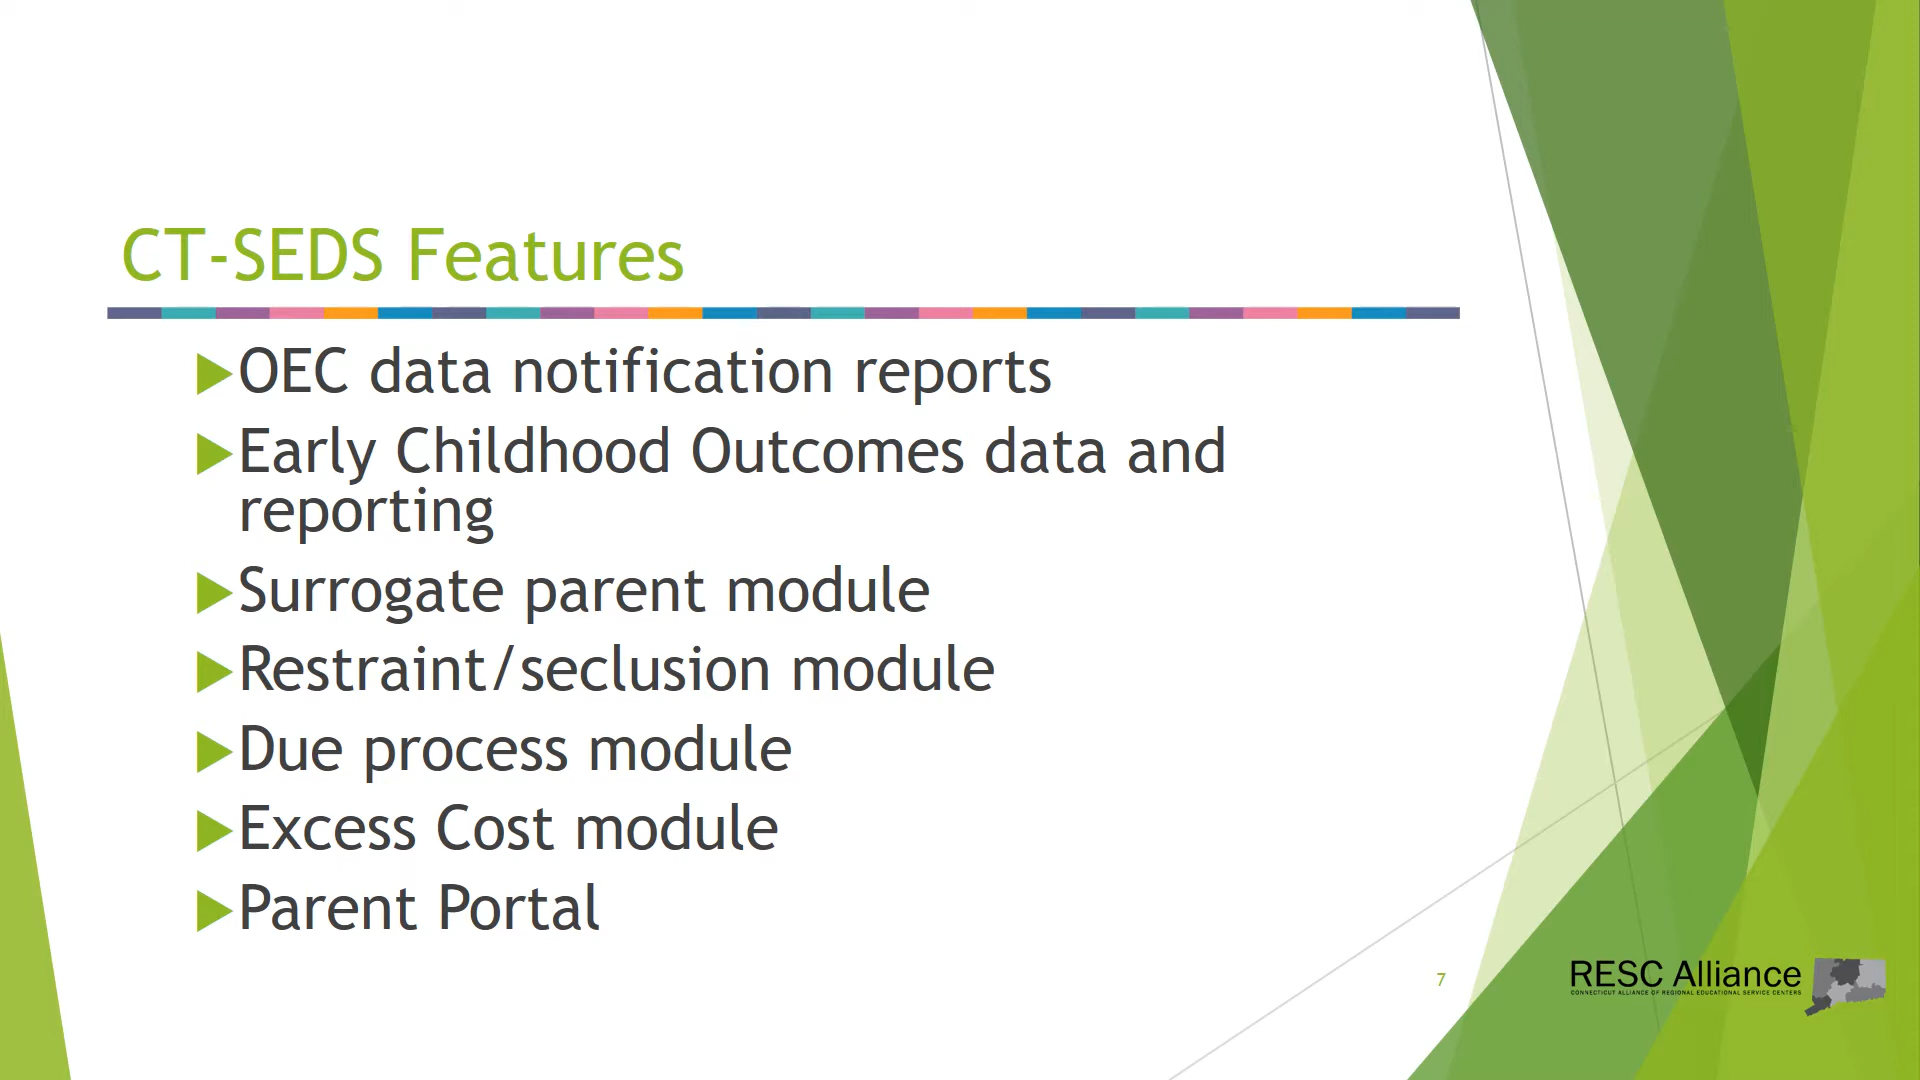 CT-SEDS Features
OEC data notification reports
Early Childhood Outcomes data and
reporting
Surrogate parent module
Restraint/seclusion module
Due process module
Excess Cost module
Parent Portal
7
RESC Alliance
CONNECTICUT ALLIANCE OF REGIONAL EDUCATIONAL SERVICE CENTERS